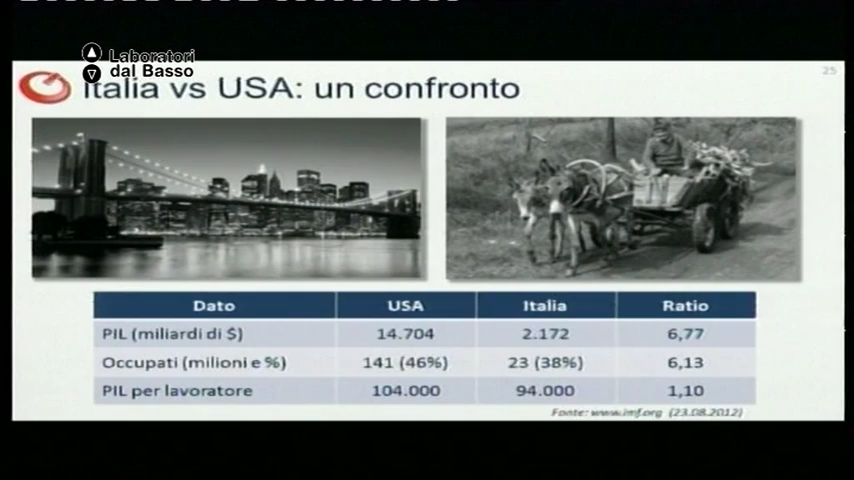 Laboratori
dal Basso
25
Italia vs USA: un confronto
Dato USA Italia Ratio
PIL (miliardi di $) 14.704 2.172 6,77
Occupati (milioni e %) 141 (46%) 23 (38%) 6,13
PIL per lavoratore 104.000 94.000 1,10
Fonte: www.imf.org (23.08.2012)